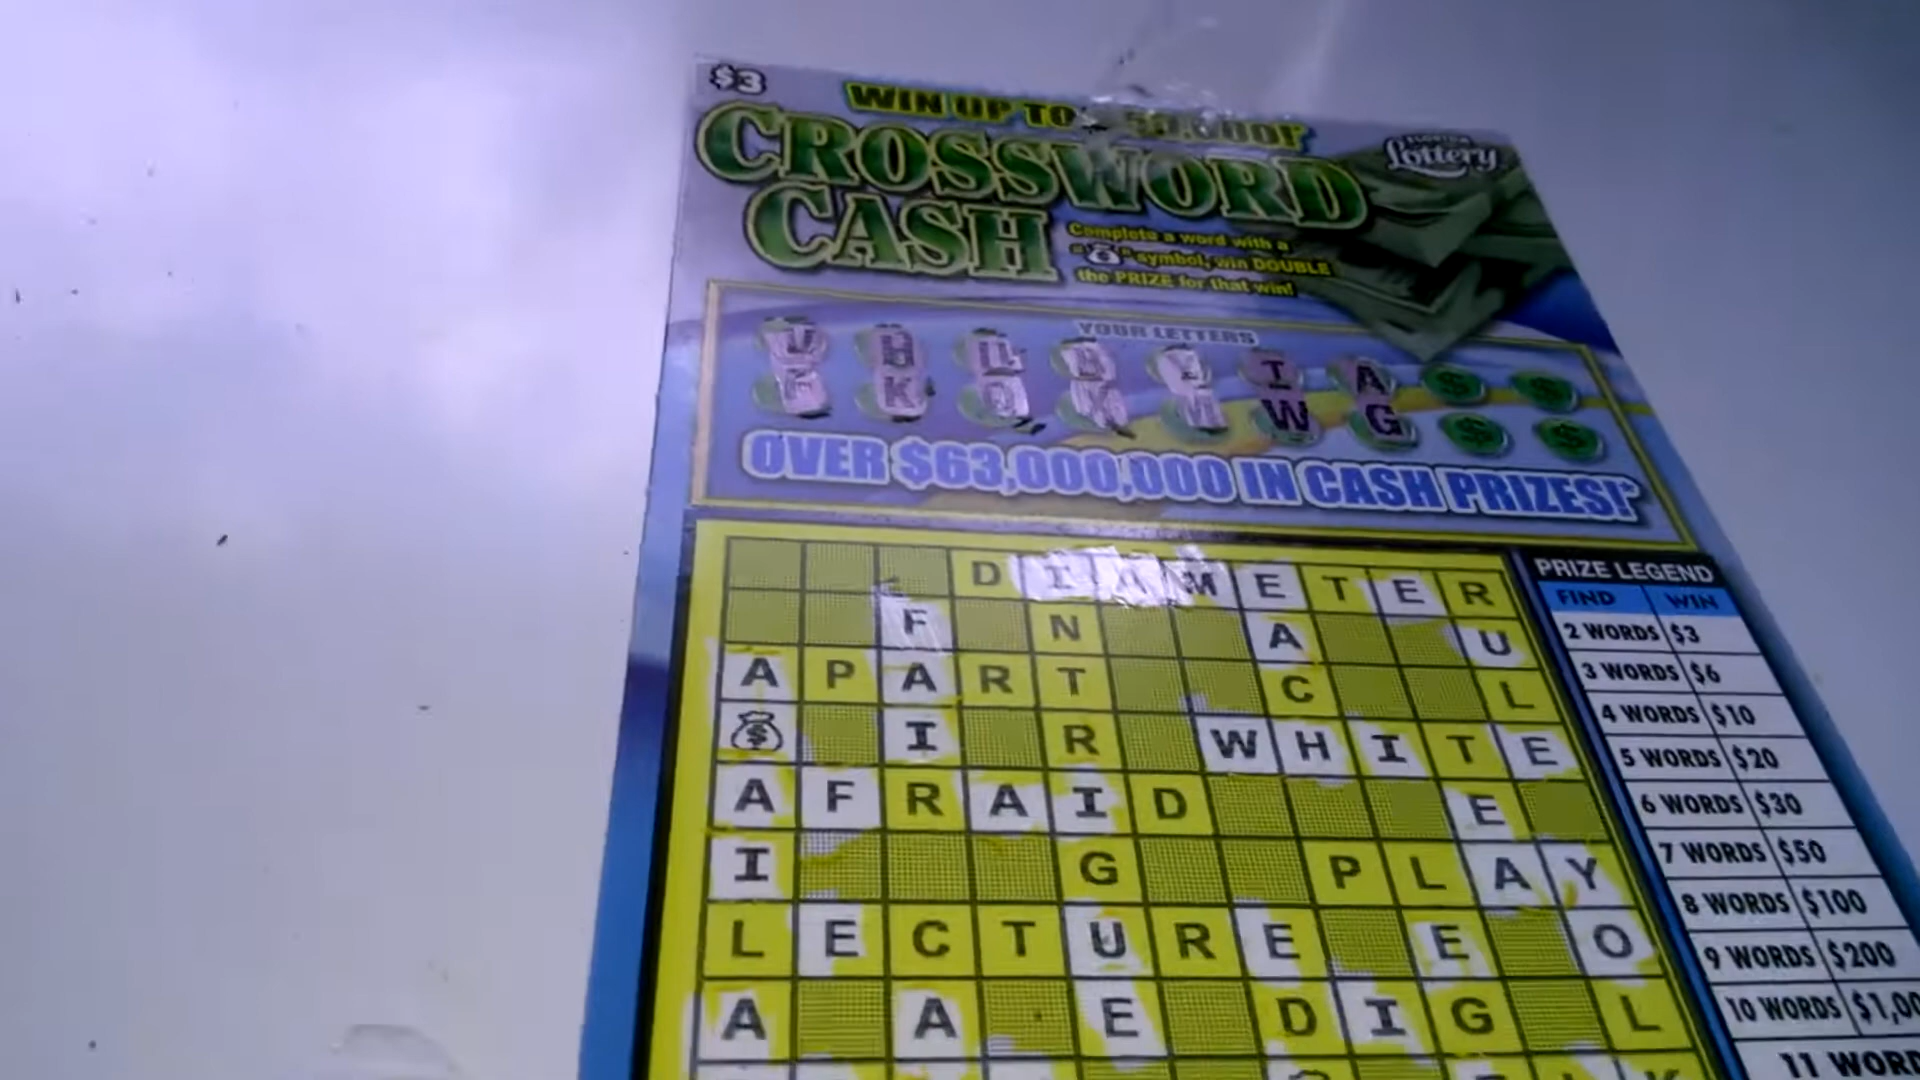 $3
WIN UP TO
CROSSWORD
CASH
FLORIDA
Lottery
Complete a word with a
" " symbol, win DOUBLE
the PRIZE for that win!
YOUR LETTERS
U H I A
F K W G
$ $
$ $
OVER $63,000,000 IN CASH PRIZES!*
D I A M E T E R
F N A U
A P A R T C L
$ I R W H I T E
A F R A I D E
I G P L A Y
L E C T U R E E O
A A E D I G L
PRIZE LEGEND
FIND WIN
2 WORDS $3
3 WORDS $6
4 WORDS $10
5 WORDS $20
6 WORDS $30
7 WORDS $50
8 WORDS $100
9 WORDS $200
10 WORDS